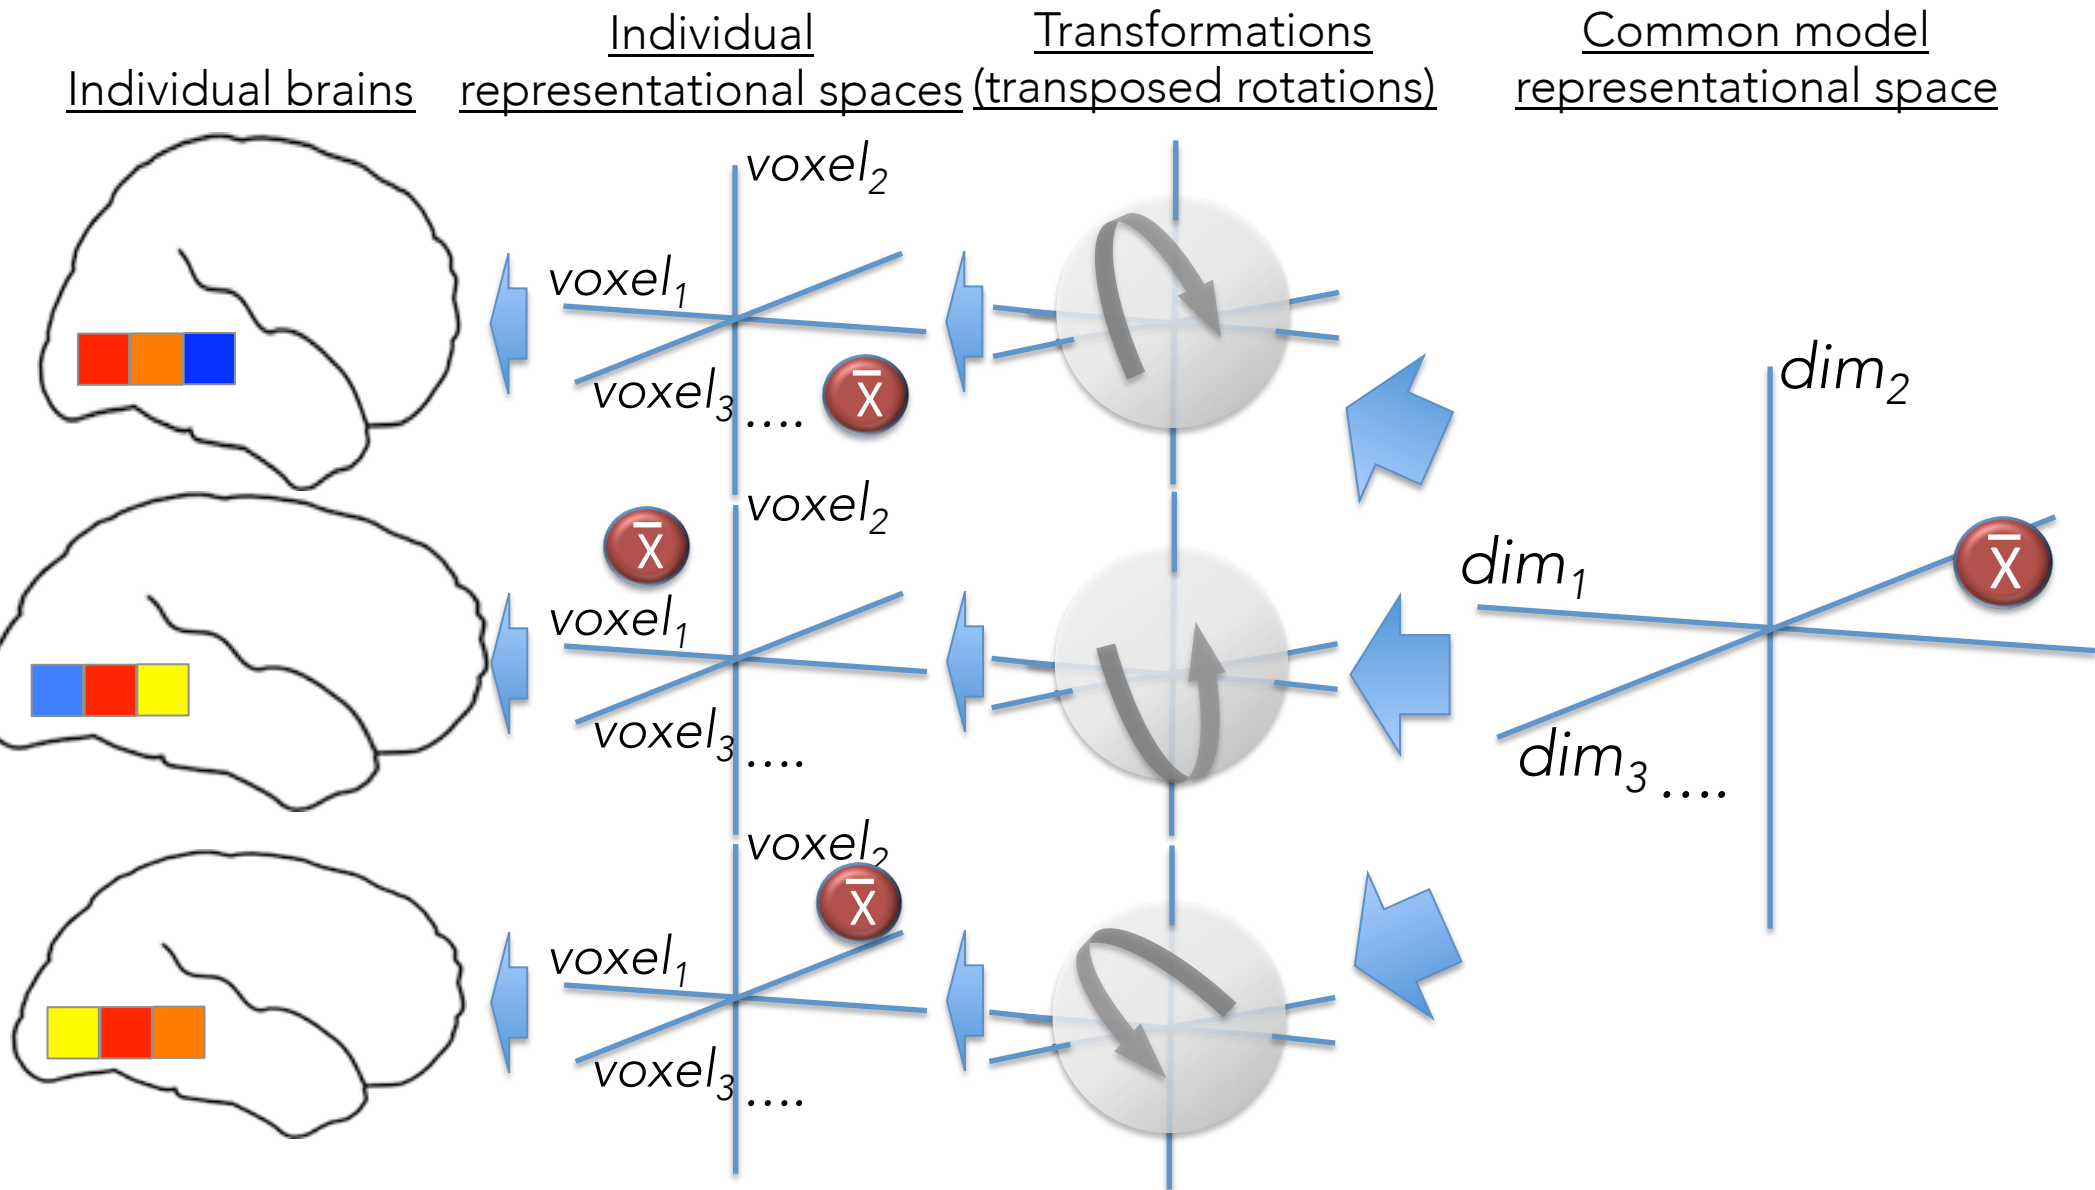 Individual brains
Individual
representational spaces
Transformations
(transposed rotations)
Common model
representational space
voxel₂
voxel₁
voxel₃ ....
X̄
voxel₂
X̄
voxel₁
voxel₃ ....
voxel₂
X̄
voxel₁
voxel₃ ....
dim₂
dim₁
X̄
dim₃ ....